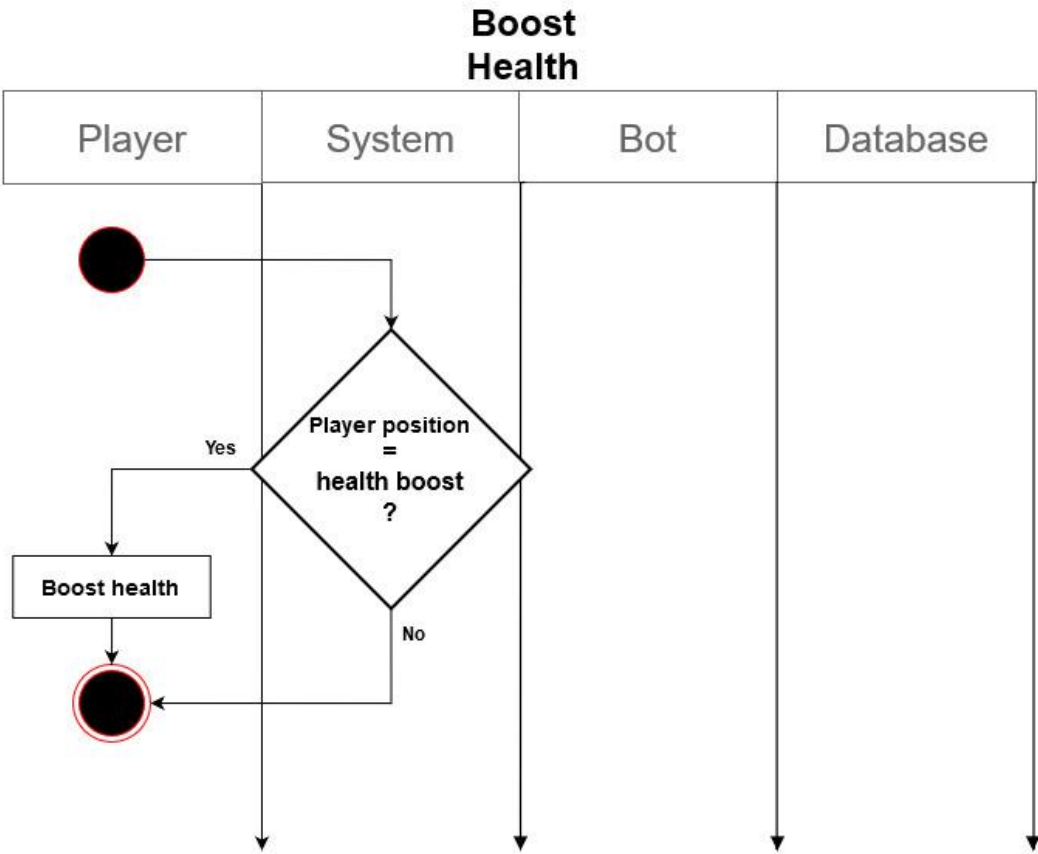 Boost
Health
Player
System
Bot
Database
Player position
=
health boost
?
Yes
Boost health
No